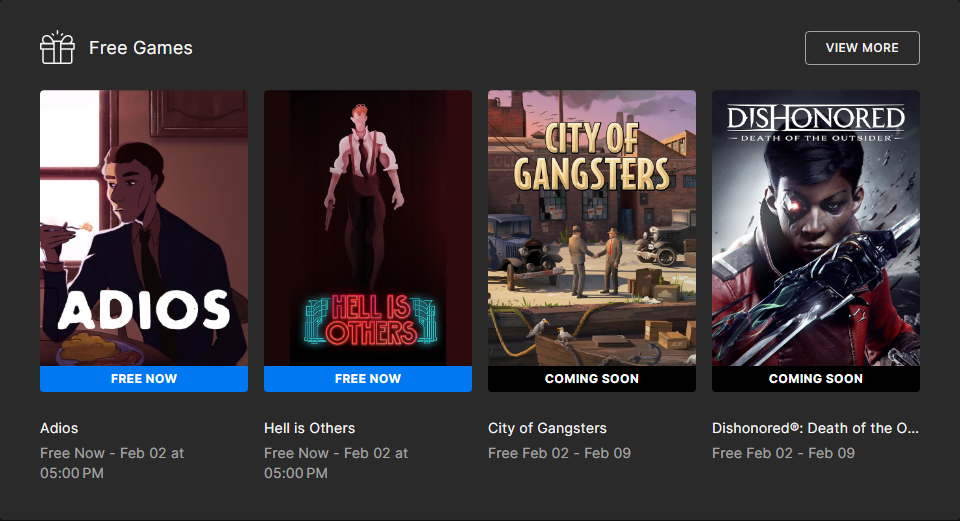 Free Games
VIEW MORE
ADIOS
HELL IS
OTHERS
CITY OF
GANGSTERS
DISHONORED
DEATH OF THE OUTSIDER
FREE NOW
FREE NOW
COMING SOON
COMING SOON
Adios
Free Now - Feb 02 at
05:00 PM
Hell is Others
Free Now - Feb 02 at
05:00 PM
City of Gangsters
Free Feb 02 - Feb 09
Dishonored®: Death of the O...
Free Feb 02 - Feb 09